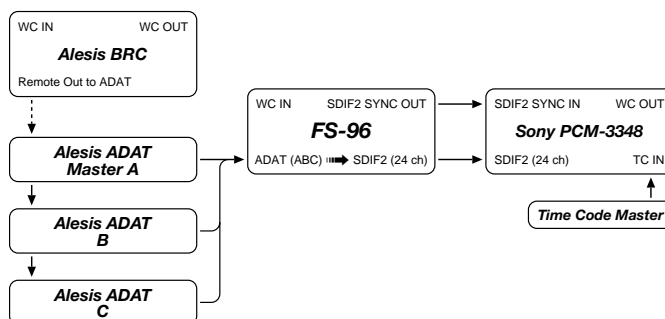 WC IN WC OUT
Alesis BRC
Remote Out to ADAT
Alesis ADAT
Master A
Alesis ADAT
B
Alesis ADAT
C
WC IN SDIF2 SYNC OUT
FS-96
ADAT (ABC) SDIF2 (24 ch)
SDIF2 SYNC IN WC OUT
Sony PCM-3348
SDIF2 (24 ch) TC IN
Time Code Master